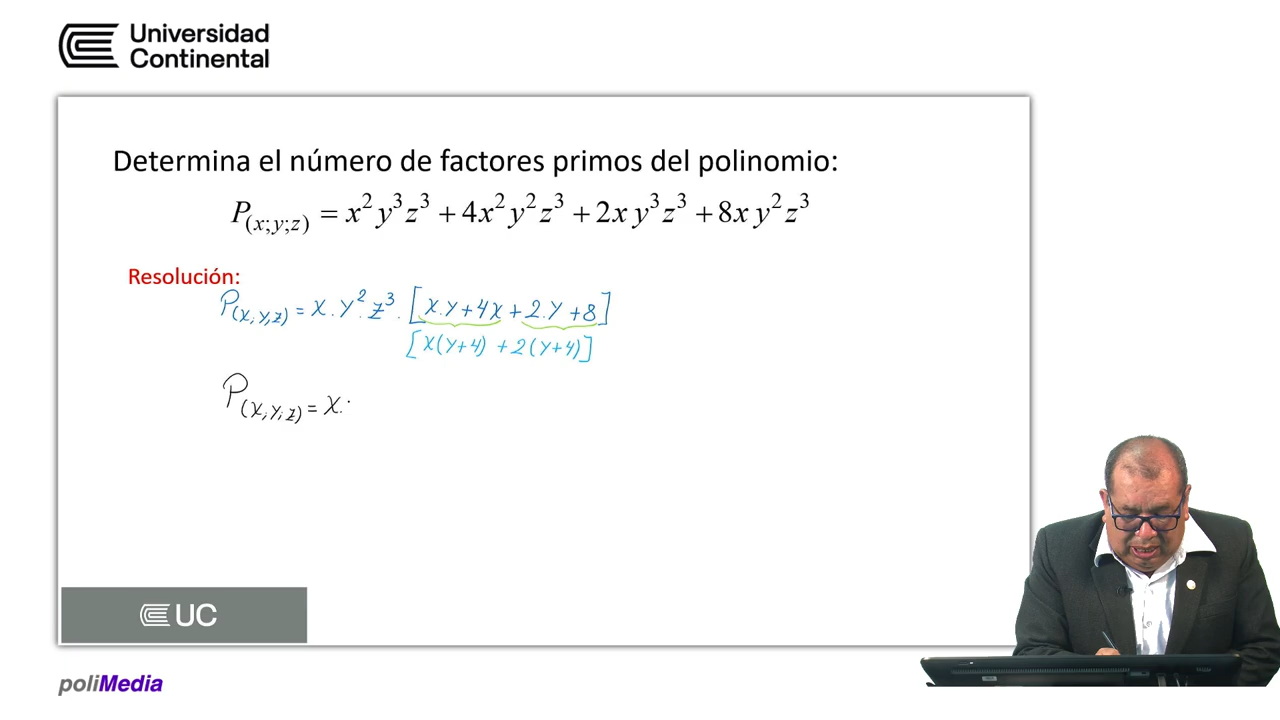 Universidad
Continental
Determina el número de factores primos del polinomio:
P(x;y;z) = x²y³z³ + 4x²y²z³ + 2xy³z³ + 8xy²z³
Resolución:
P(x,y,z) = x.y².z³.[x.y+4x+2.y+8]
[x(y+4)+2(y+4)]
P(x,y,z) = x.
UC
poliMedia